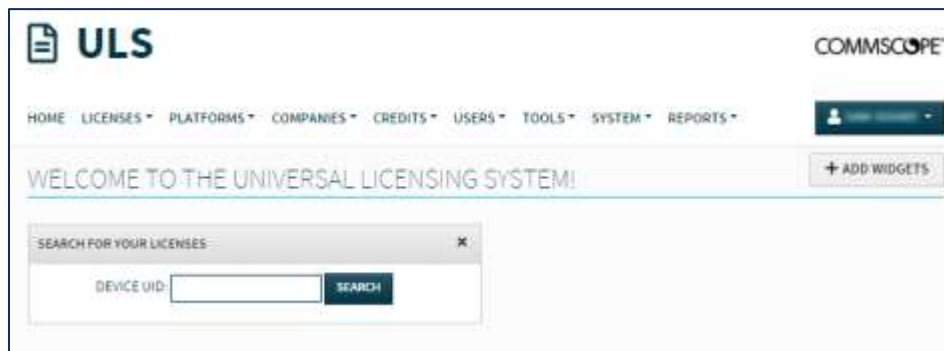 ULS
COMMSCOPE
HOME LICENSES PLATFORMS COMPANIES CREDITS USERS TOOLS SYSTEM REPORTS
WELCOME TO THE UNIVERSAL LICENSING SYSTEM!
+ ADD WIDGETS
SEARCH FOR YOUR LICENSES
DEVICE UID: SEARCH